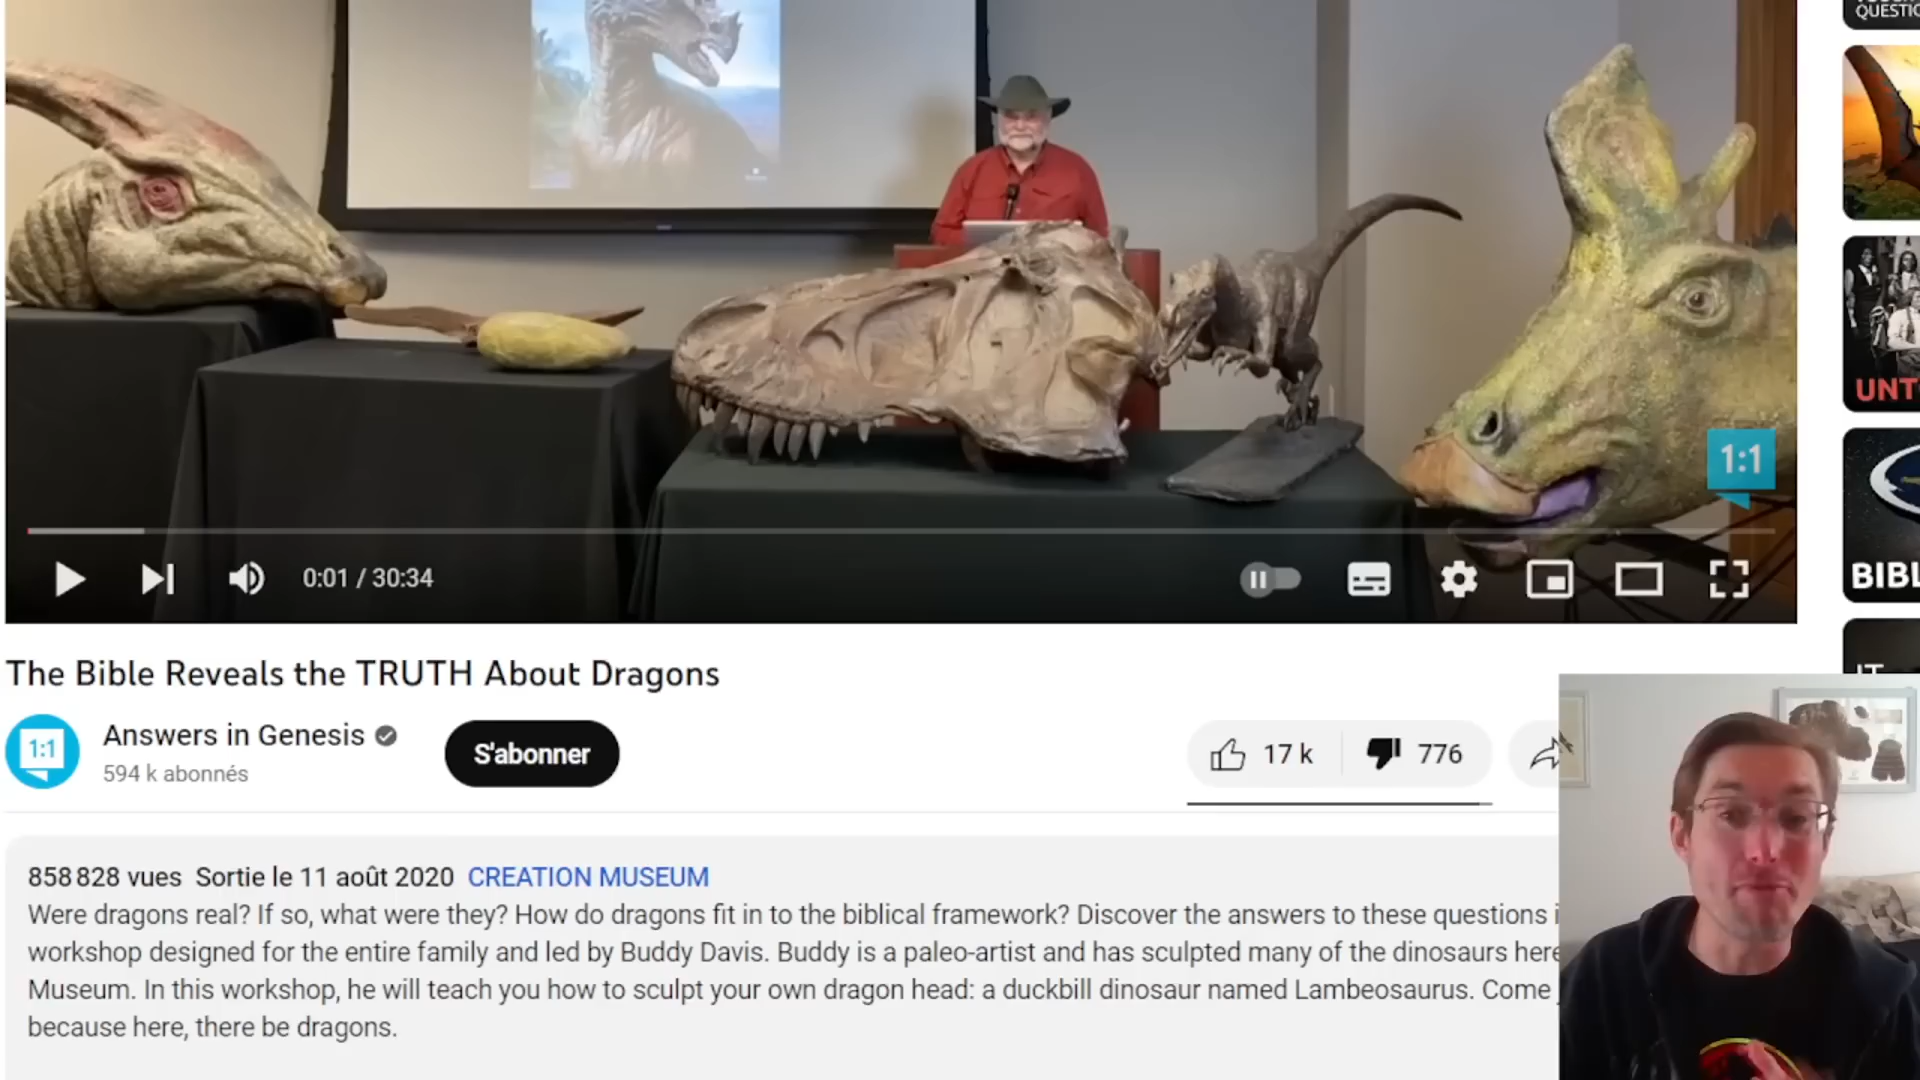 QUESTIO
UNT
1:1
BIBL
0:01 / 30:34
The Bible Reveals the TRUTH About Dragons
1:1
Answers in Genesis
594 k abonnés
S'abonner
17 k
776
858 828 vues Sortie le 11 août 2020 CREATION MUSEUM
Were dragons real? If so, what were they? How do dragons fit in to the biblical framework? Discover the answers to these questions i
workshop designed for the entire family and led by Buddy Davis. Buddy is a paleo-artist and has sculpted many of the dinosaurs here
Museum. In this workshop, he will teach you how to sculpt your own dragon head: a duckbill dinosaur named Lambeosaurus. Come
because here, there be dragons.